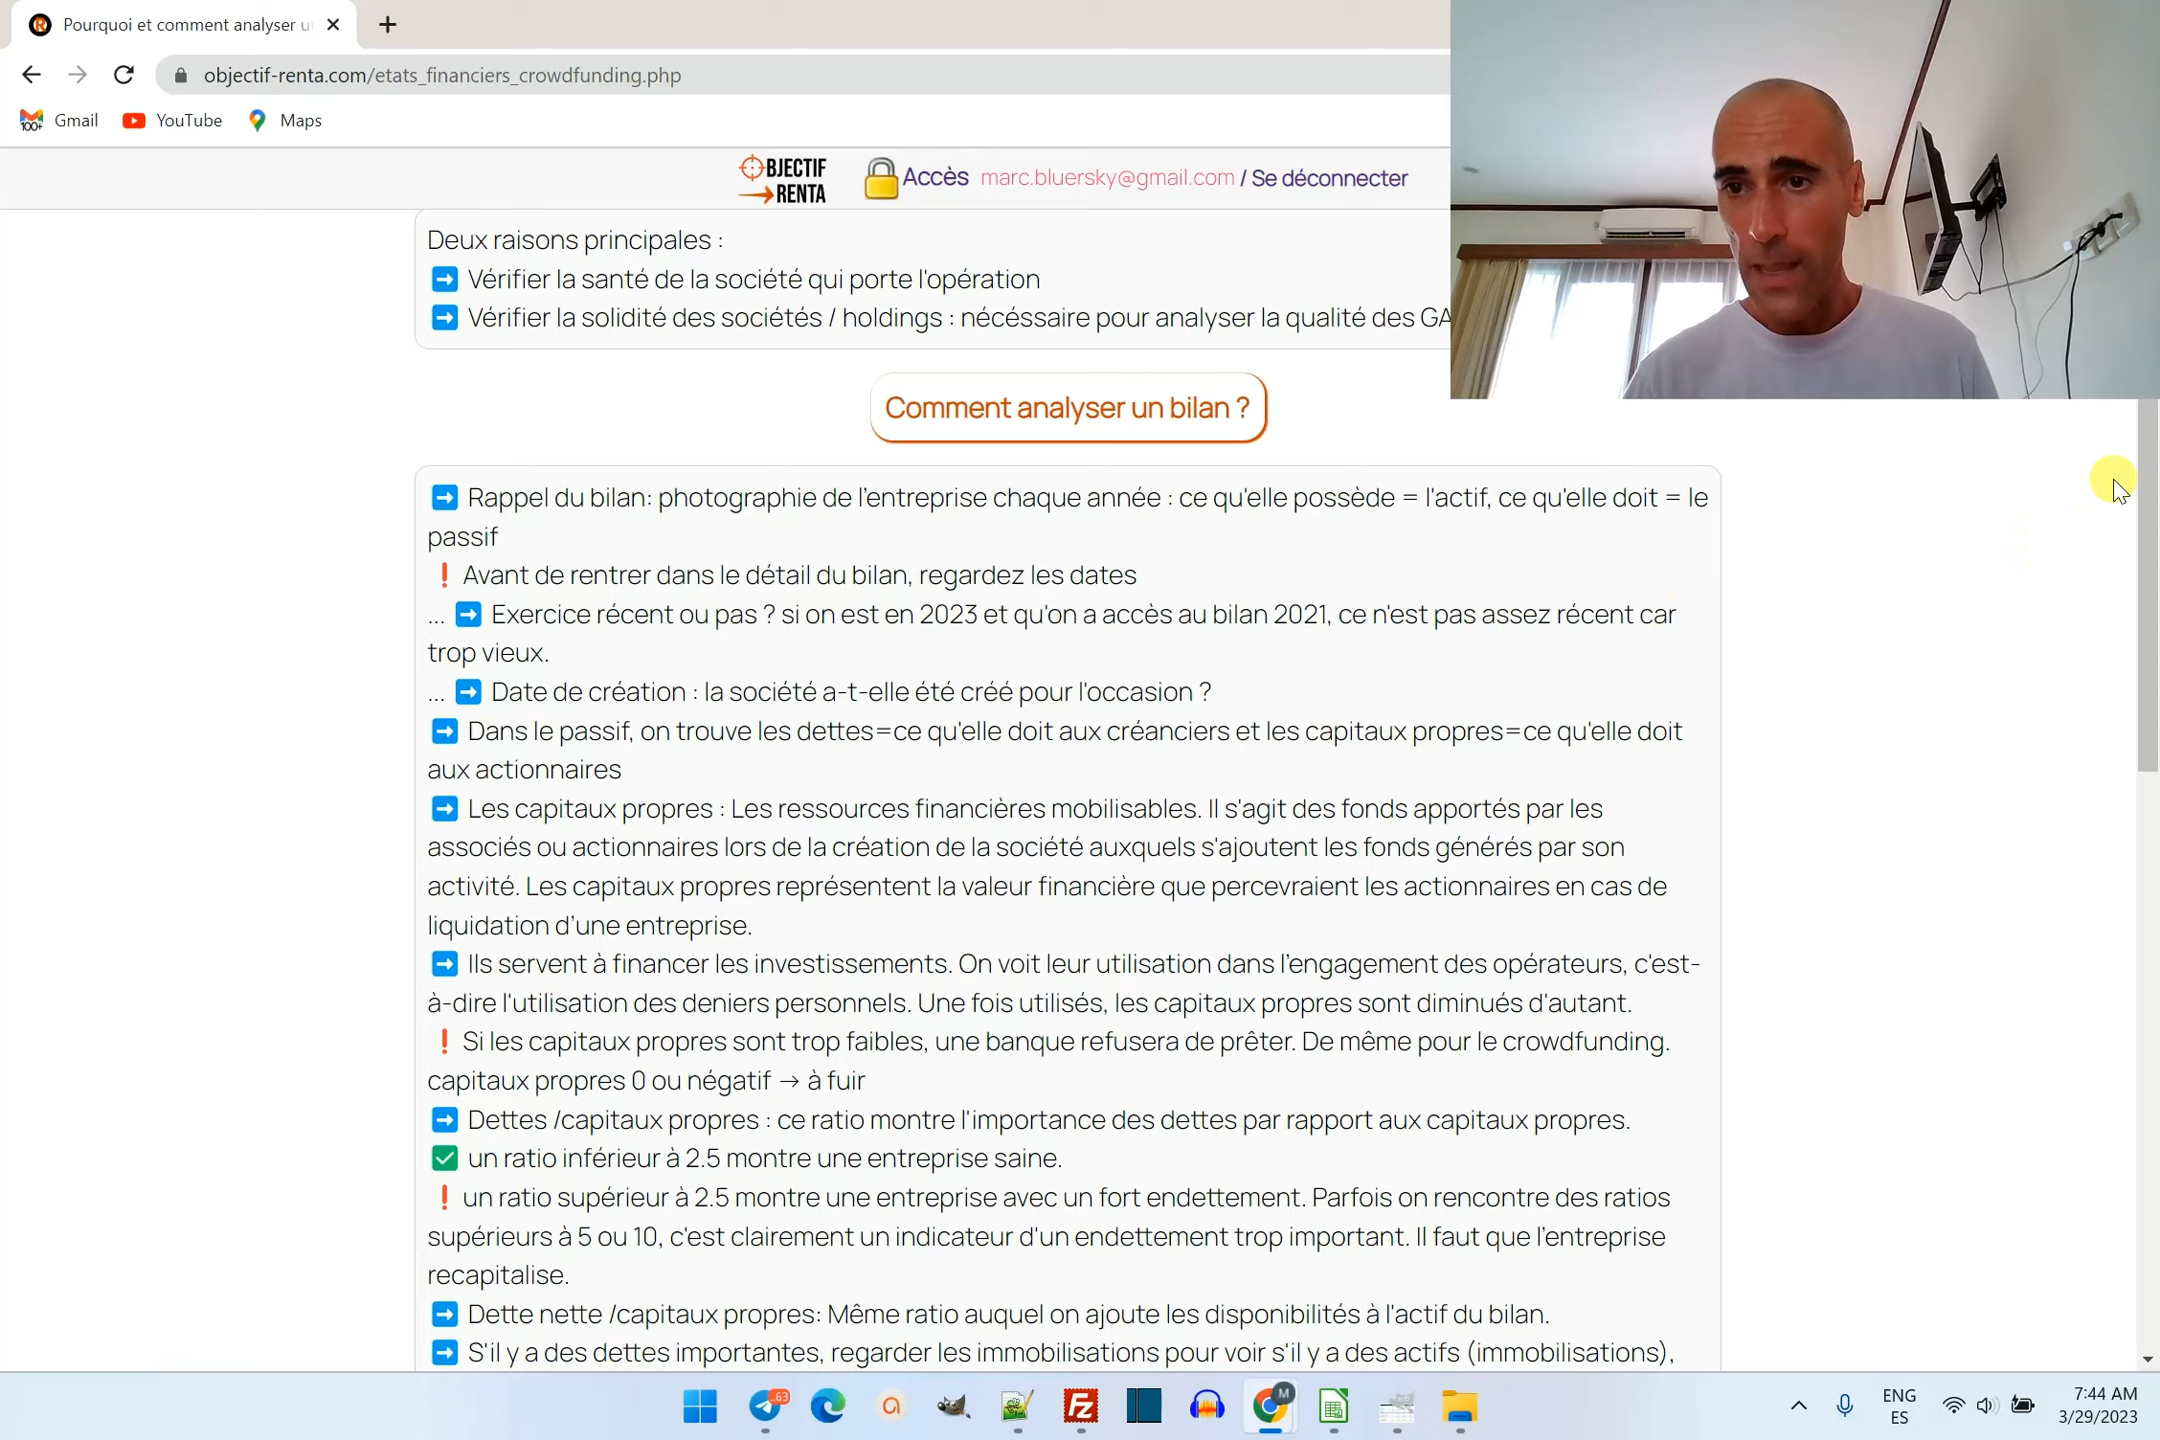 Pourquoi et comment analyser u
objectif-renta.com/etats_financiers_crowdfunding.php
100+ Gmail YouTube Maps
OBJECTIF RENTA
Accès marc.bluersky@gmail.com / Se déconnecter
Deux raisons principales :
Vérifier la santé de la société qui porte l'opération
Vérifier la solidité des sociétés / holdings : nécéssaire pour analyser la qualité des GA
Comment analyser un bilan ?
Rappel du bilan: photographie de l'entreprise chaque année : ce qu'elle possède = l'actif, ce qu'elle doit = le
passif
❗ Avant de rentrer dans le détail du bilan, regardez les dates
... ➡ Exercice récent ou pas ? si on est en 2023 et qu'on a accès au bilan 2021, ce n'est pas assez récent car
trop vieux.
... ➡ Date de création : la société a-t-elle été créé pour l'occasion ?
➡ Dans le passif, on trouve les dettes=ce qu'elle doit aux créanciers et les capitaux propres=ce qu'elle doit
aux actionnaires
➡ Les capitaux propres : Les ressources financières mobilisables. Il s'agit des fonds apportés par les
associés ou actionnaires lors de la création de la société auxquels s'ajoutent les fonds générés par son
activité. Les capitaux propres représentent la valeur financière que percevraient les actionnaires en cas de
liquidation d'une entreprise.
➡ Ils servent à financer les investissements. On voit leur utilisation dans l'engagement des opérateurs, c'est-
à-dire l'utilisation des deniers personnels. Une fois utilisés, les capitaux propres sont diminués d'autant.
❗ Si les capitaux propres sont trop faibles, une banque refusera de prêter. De même pour le crowdfunding.
capitaux propres 0 ou négatif → à fuir
➡ Dettes /capitaux propres : ce ratio montre l'importance des dettes par rapport aux capitaux propres.
✅ un ratio inférieur à 2.5 montre une entreprise saine.
❗ un ratio supérieur à 2.5 montre une entreprise avec un fort endettement. Parfois on rencontre des ratios
supérieurs à 5 ou 10, c'est clairement un indicateur d'un endettement trop important. Il faut que l'entreprise
recapitalise.
➡ Dette nette /capitaux propres: Même ratio auquel on ajoute les disponibilités à l'actif du bilan.
➡ S'il y a des dettes importantes, regarder les immobilisations pour voir s'il y a des actifs (immobilisations),
63
M
ENG
ES
7:44 AM
3/29/2023